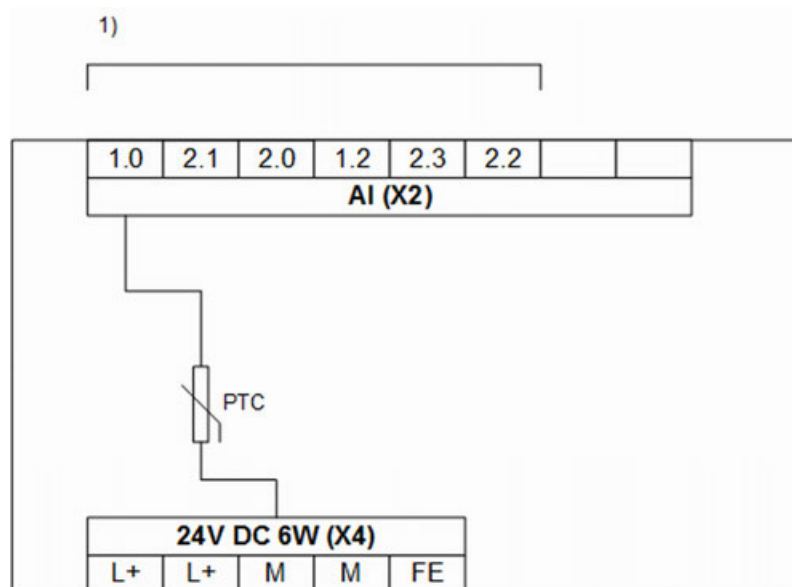 1)
1.0 2.1 2.0 1.2 2.3 2.2
AI (X2)
PTC
24V DC 6W (X4)
L+ L+ M M FE